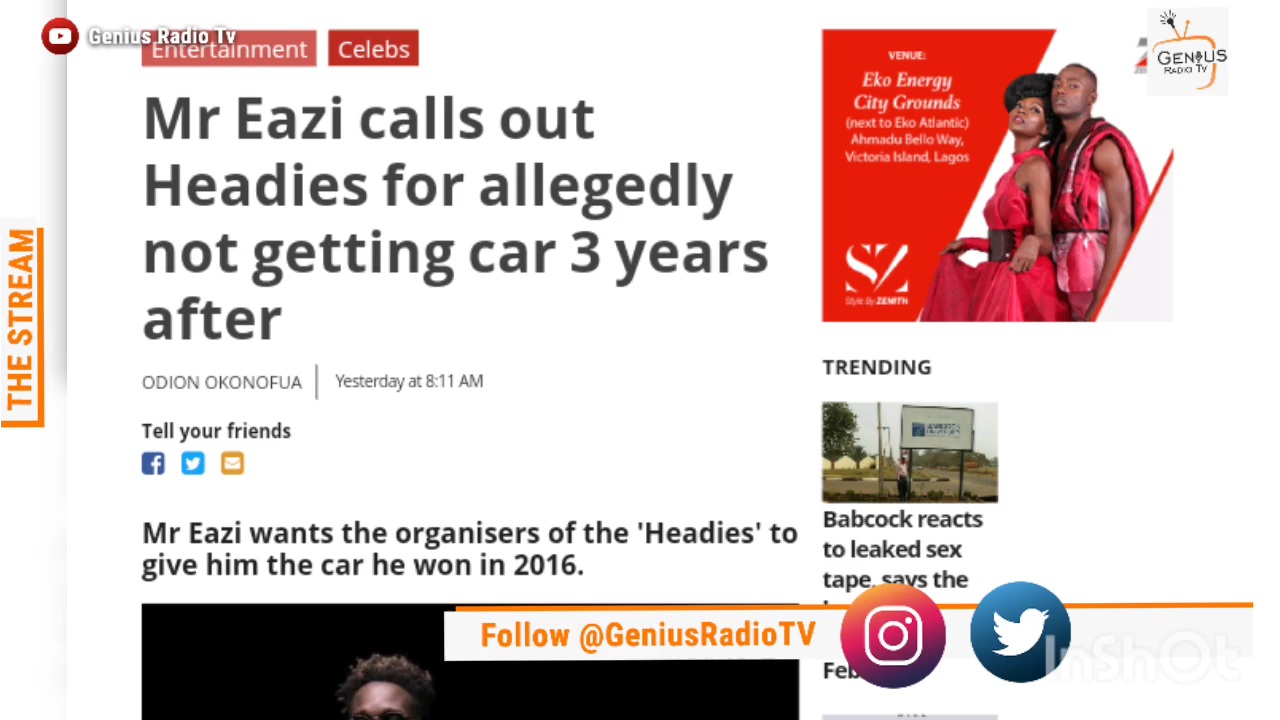 Genius Radio Tv
Entertainment
Celebs
Mr Eazi calls out
Headies for allegedly
not getting car 3 years
after
ODION OKONOFUA
Yesterday at 8:11 AM
Tell your friends
Mr Eazi wants the organisers of the 'Headies' to
give him the car he won in 2016.
THE STREAM
VENUE:
Eko Energy
City Grounds
(next to Eko Atlantic)
Ahmadu Bello Way,
Victoria Island, Lagos
SZ
Style By ZENITH
GENIUS
RADIO TV
TRENDING
Babcock reacts
to leaked sex
tape, says the
Feb
Follow @GeniusRadioTV
InShOt